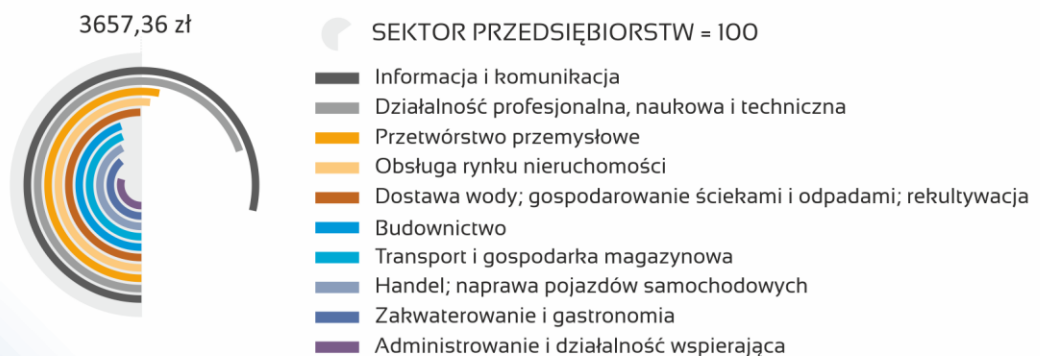 3657,36 zł
SEKTOR PRZEDSIĘBIORSTW = 100
Informacja i komunikacja
Działalność profesjonalna, naukowa i techniczna
Przetwórstwo przemysłowe
Obsługa rynku nieruchomości
Dostawa wody; gospodarowanie ściekami i odpadami; rekultywacja
Budownictwo
Transport i gospodarka magazynowa
Handel; naprawa pojazdów samochodowych
Zakwaterowanie i gastronomia
Administrowanie i działalność wspierająca